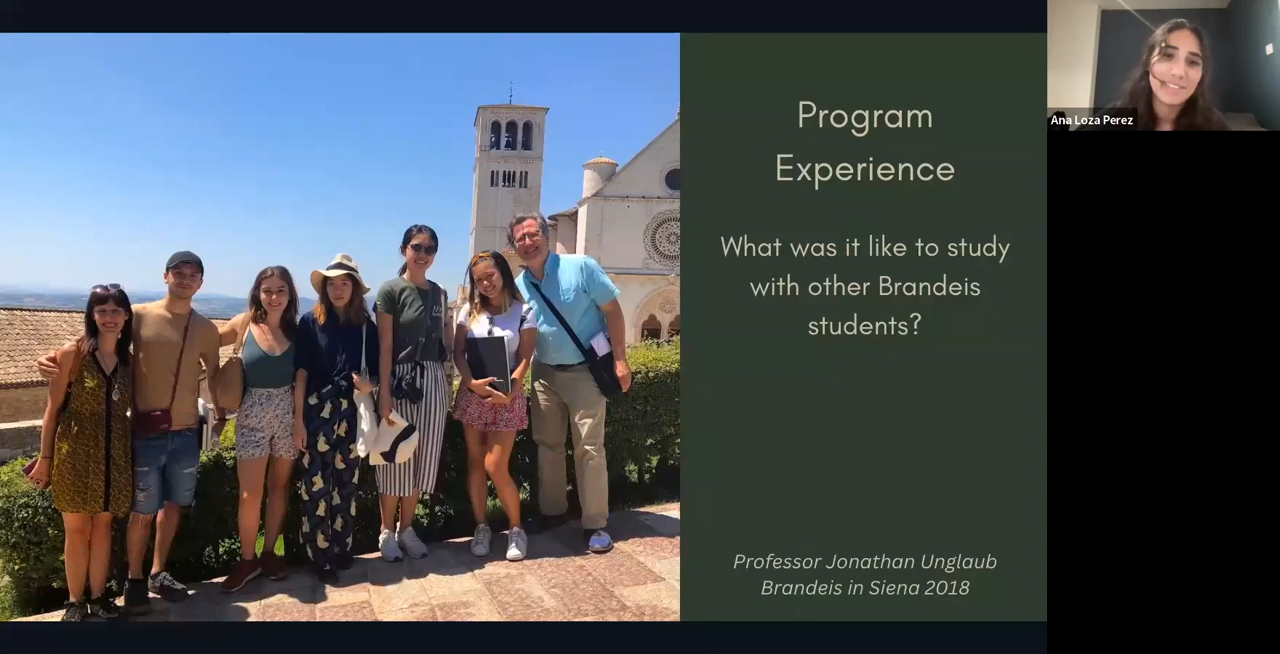 Program
Experience
What was it like to study
with other Brandeis
students?
Professor Jonathan Unglaub
Brandeis in Siena 2018
Ana Loza Perez